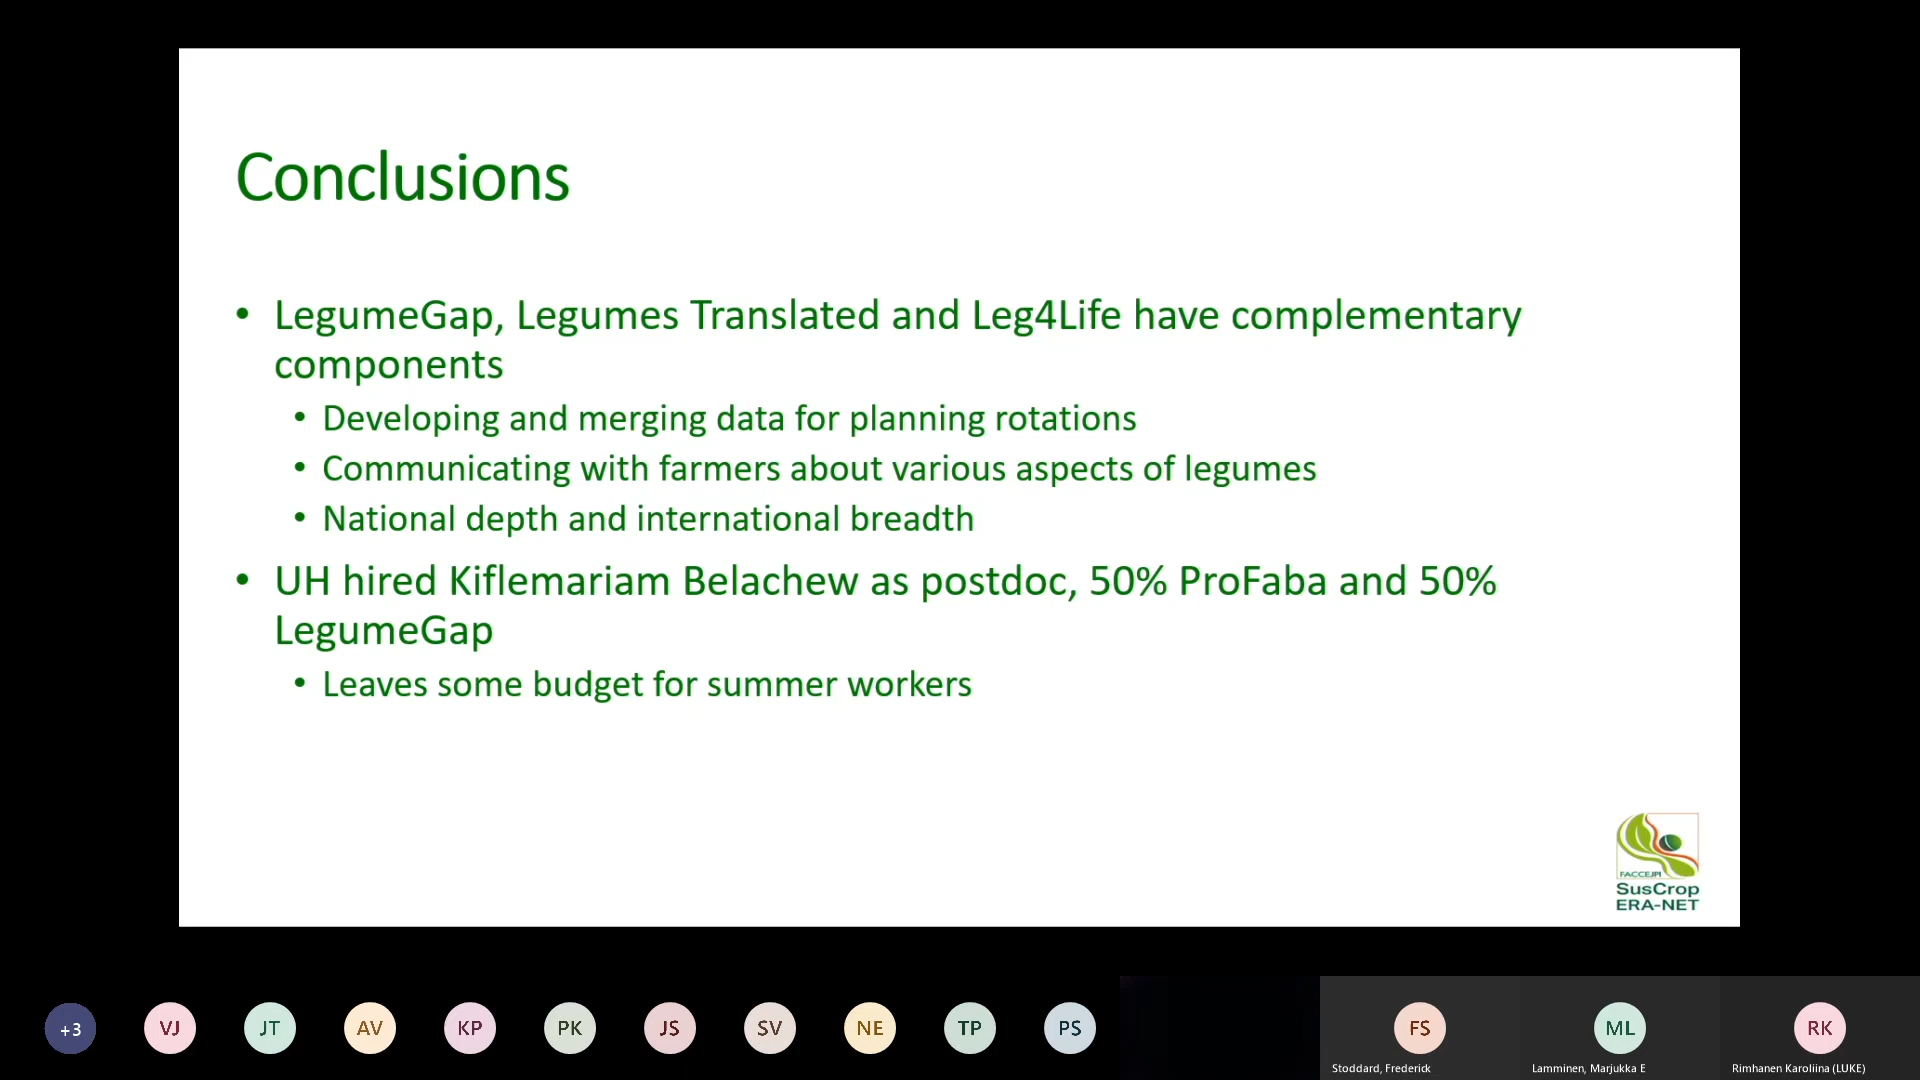 Conclusions
• LegumeGap, Legumes Translated and Leg4Life have complementary
components
• Developing and merging data for planning rotations
• Communicating with farmers about various aspects of legumes
• National depth and international breadth
• UH hired Kiflemariam Belachew as postdoc, 50% ProFaba and 50%
LegumeGap
• Leaves some budget for summer workers
FACCEJPI
SusCrop
ERA-NET
+3
VJ
JT
AV
KP
PK
JS
SV
NE
TP
PS
FS
ML
RK
Stoddard, Frederick
Lamminen, Marjukka E
Rimhanen Karoliina (LUKE)